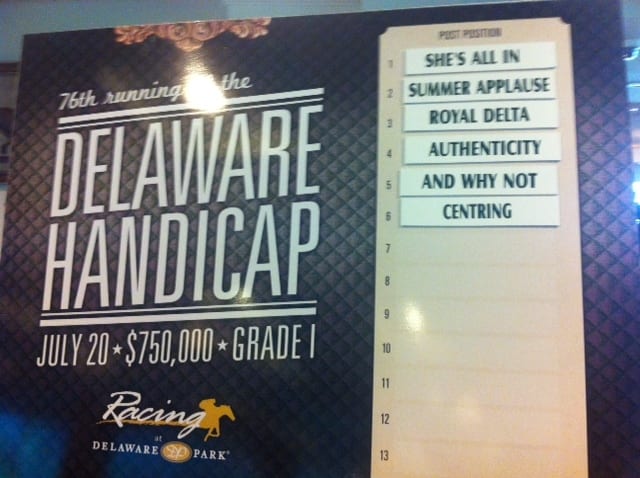 76th running of the
DELAWARE
HANDICAP
JULY 20 ★ $750,000 ★ GRADE I
Racing
at
DELAWARE DP PARK
POST POSITION
1 SHE'S ALL IN
2 SUMMER APPLAUSE
3 ROYAL DELTA
4 AUTHENTICITY
5 AND WHY NOT
6 CENTRING
7
8
9
10
11
12
13